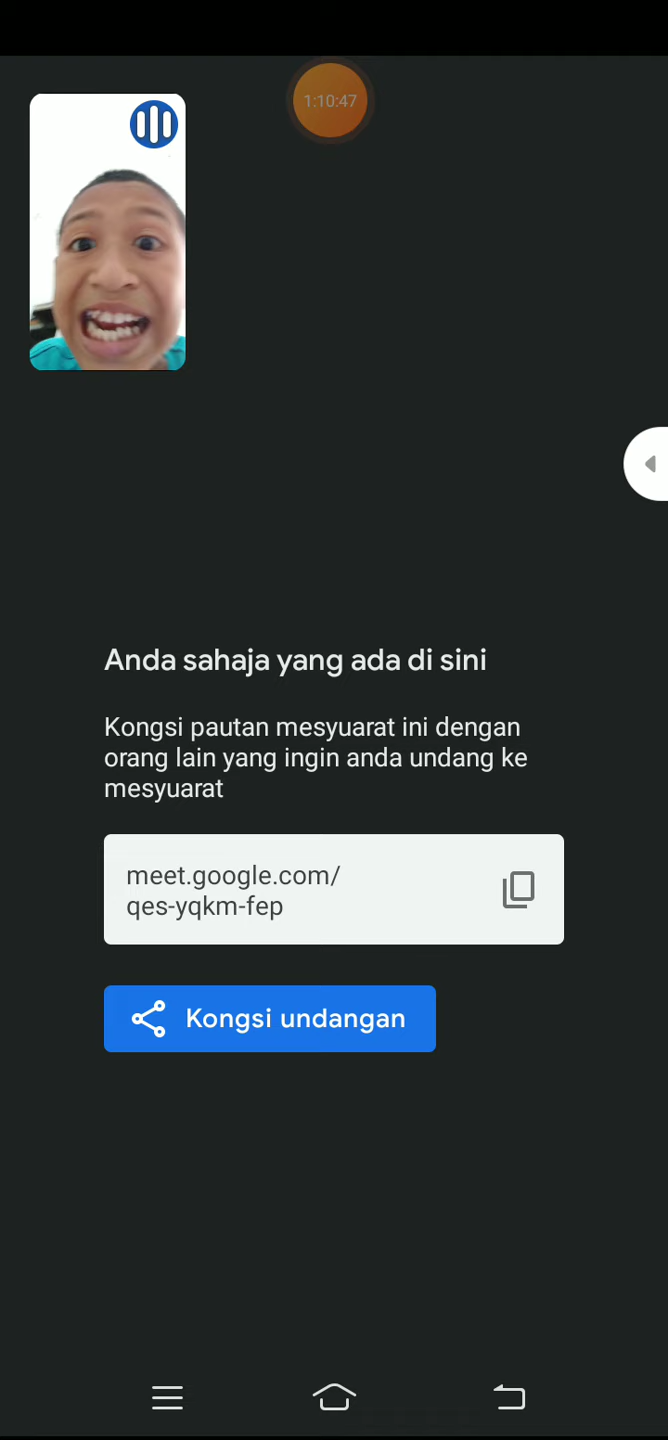 1:10:47
Anda sahaja yang ada di sini
Kongsi pautan mesyuarat ini dengan
orang lain yang ingin anda undang ke
mesyuarat
meet.google.com/
qes-yqkm-fep
Kongsi undangan